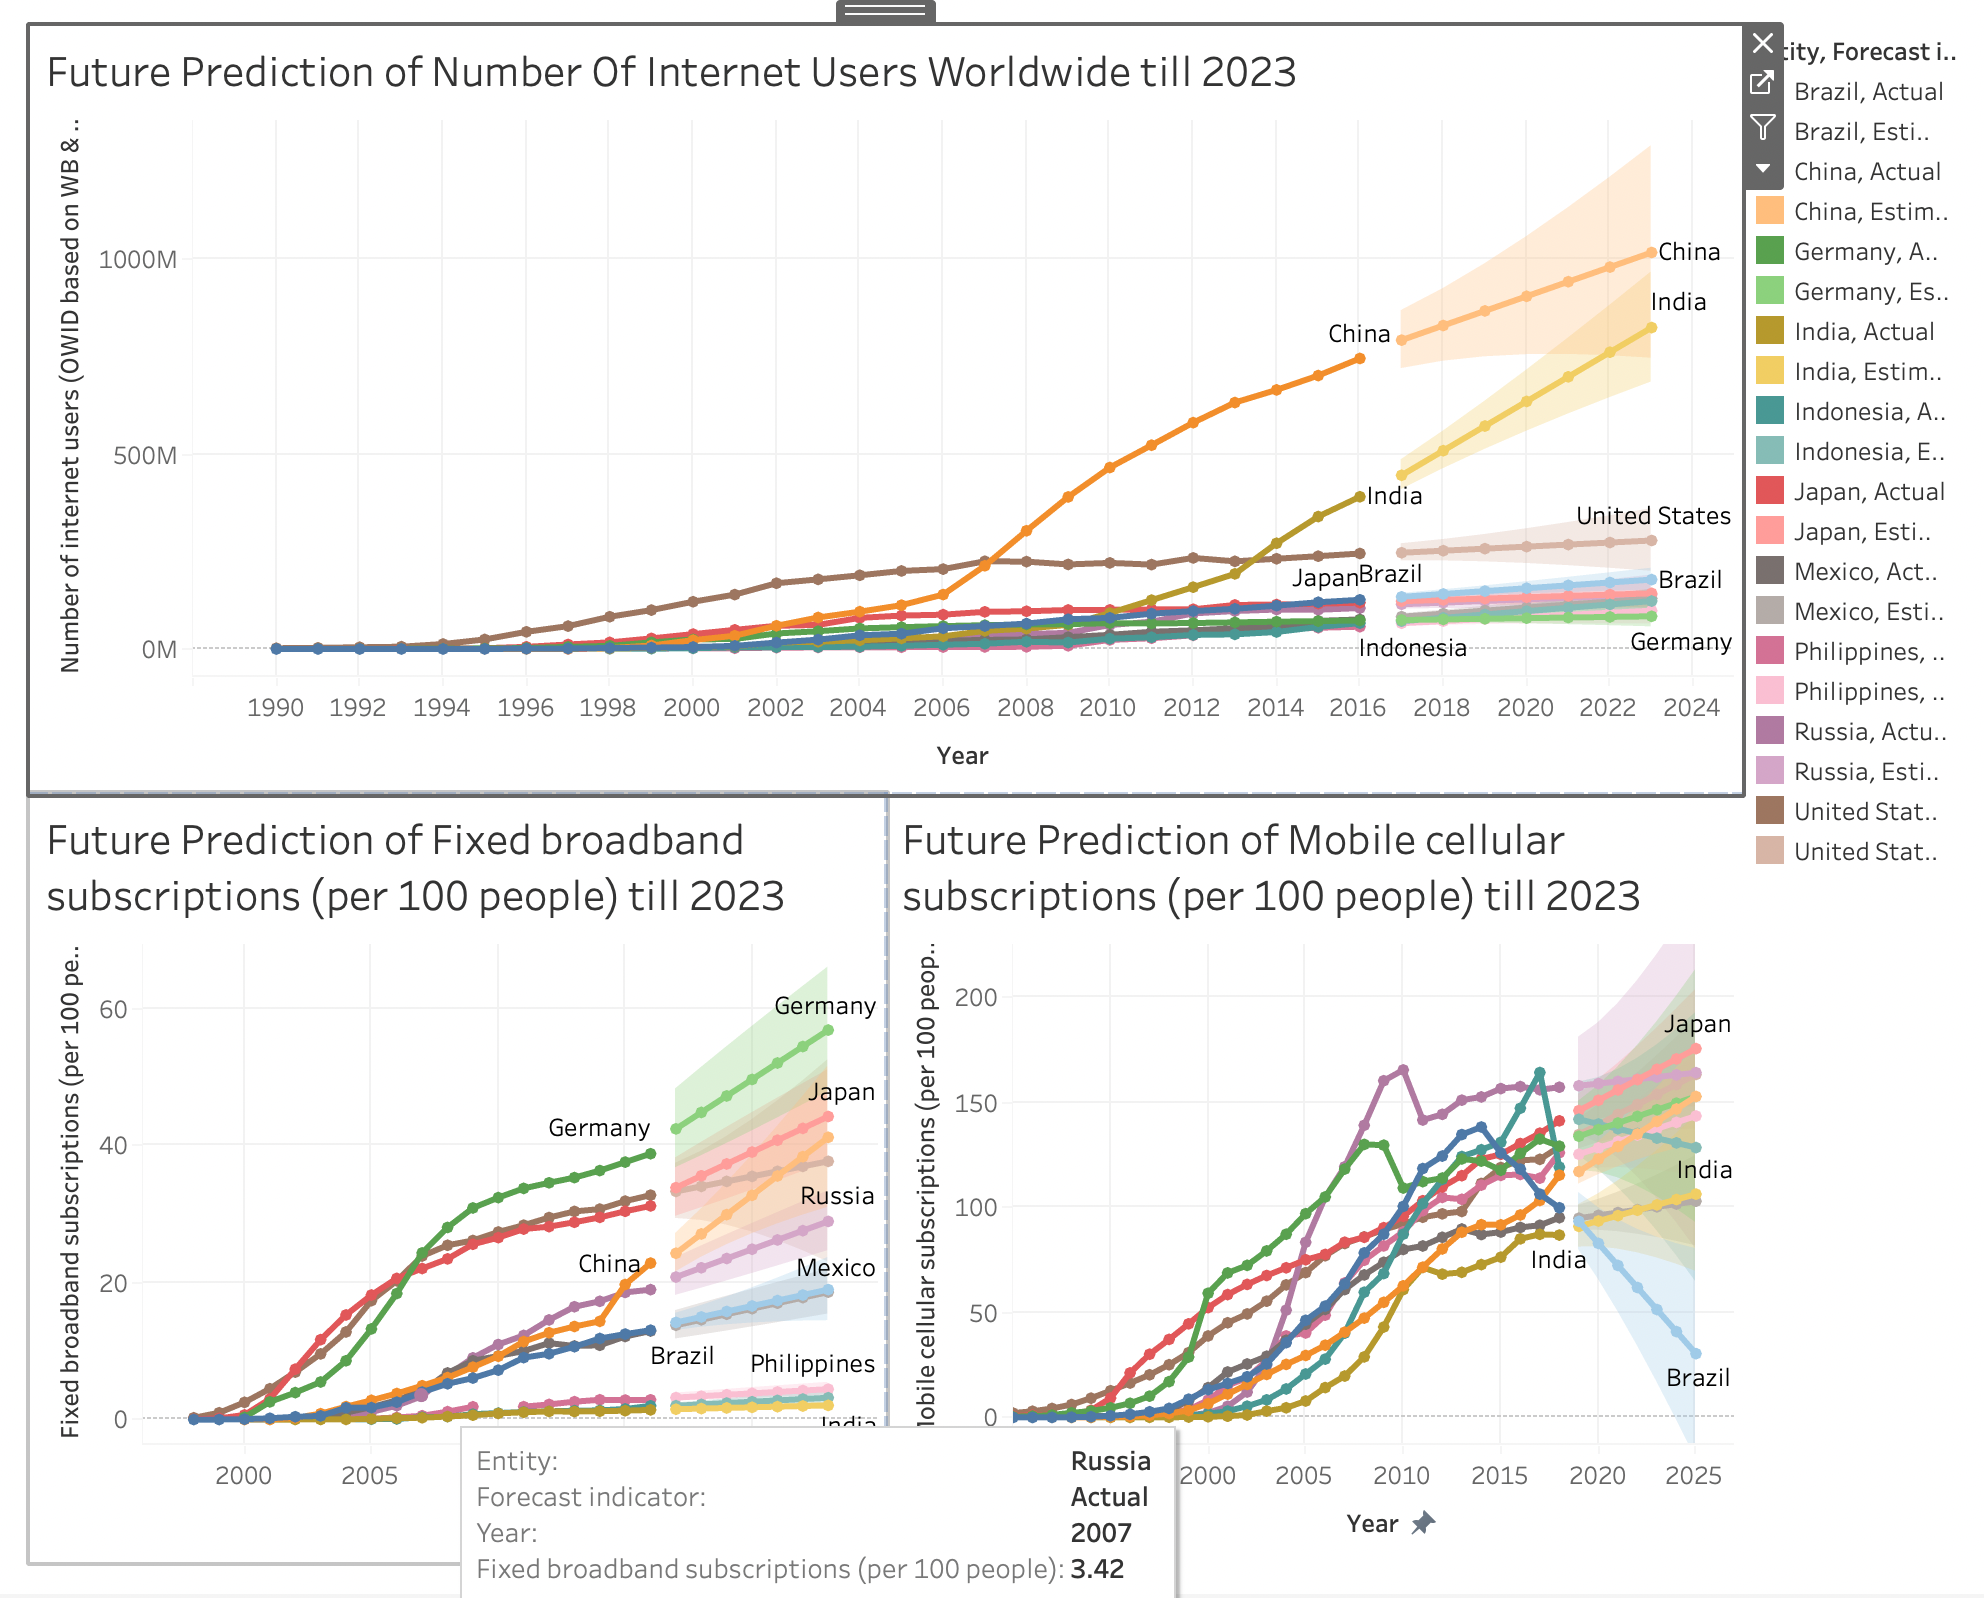 Future Prediction of Number Of Internet Users Worldwide till 2023
Number of internet users (OWID based on WB & ..
1000M
500M
0M
China
India
China
India
United States
Japan
Brazil
Brazil
Indonesia
Germany
1990 1992 1994 1996 1998 2000 2002 2004 2006 2008 2010 2012 2014 2016 2018 2020 2022 2024
Year
tity, Forecast i..
Brazil, Actual
Brazil, Esti..
China, Actual
China, Estim..
Germany, A..
Germany, Es..
India, Actual
India, Estim..
Indonesia, A..
Indonesia, E..
Japan, Actual
Japan, Esti..
Mexico, Act..
Mexico, Esti..
Philippines, ..
Philippines, ..
Russia, Actu..
Russia, Esti..
United Stat..
United Stat..
Future Prediction of Fixed broadband
subscriptions (per 100 people) till 2023
Fixed broadband subscriptions (per 100 pe..
60
40
20
0
Germany
Japan
Germany
Russia
China
Mexico
Brazil
Philippines
India
2000 2005
Future Prediction of Mobile cellular
subscriptions (per 100 people) till 2023
Mobile cellular subscriptions (per 100 peop..
200
150
100
50
0
Japan
India
India
Brazil
2000 2005 2010 2015 2020 2025
Year
Entity: Russia
Forecast indicator: Actual
Year: 2007
Fixed broadband subscriptions (per 100 people): 3.42